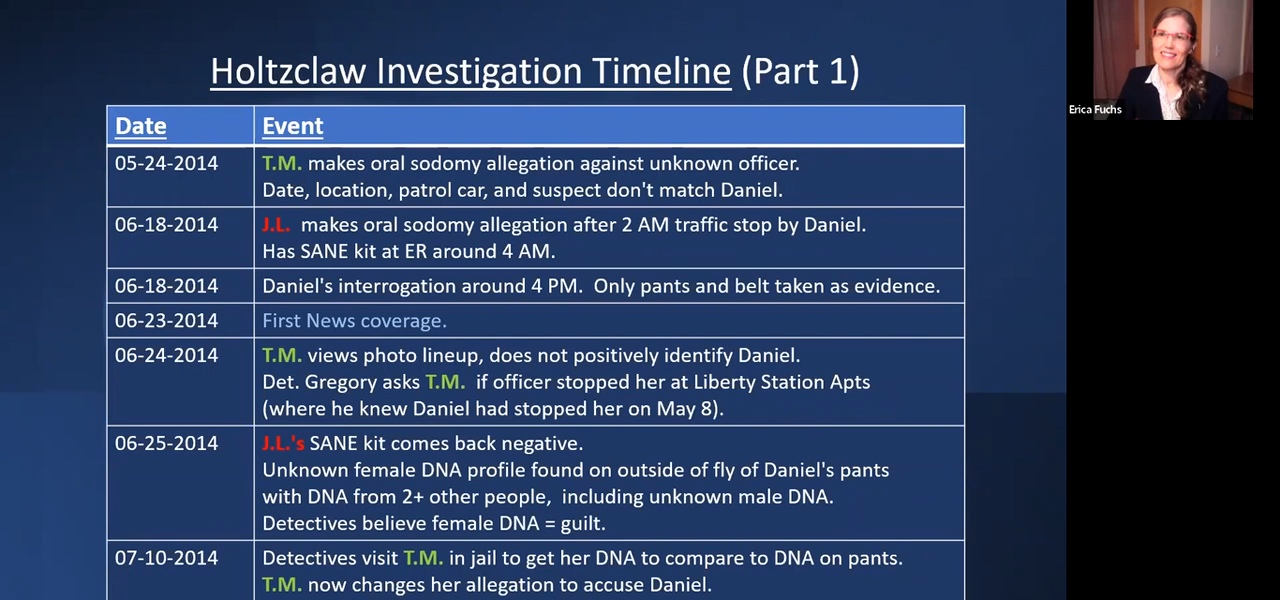 Holtzclaw Investigation Timeline (Part 1)
Erica Fuchs
Date Event
05-24-2014 T.M. makes oral sodomy allegation against unknown officer.
Date, location, patrol car, and suspect don't match Daniel.
06-18-2014 J.L. makes oral sodomy allegation after 2 AM traffic stop by Daniel.
Has SANE kit at ER around 4 AM.
06-18-2014 Daniel's interrogation around 4 PM. Only pants and belt taken as evidence.
06-23-2014 First News coverage.
06-24-2014 T.M. views photo lineup, does not positively identify Daniel.
Det. Gregory asks T.M. if officer stopped her at Liberty Station Apts
(where he knew Daniel had stopped her on May 8).
06-25-2014 J.L.'s SANE kit comes back negative.
Unknown female DNA profile found on outside of fly of Daniel's pants
with DNA from 2+ other people, including unknown male DNA.
Detectives believe female DNA = guilt.
07-10-2014 Detectives visit T.M. in jail to get her DNA to compare to DNA on pants.
T.M. now changes her allegation to accuse Daniel.